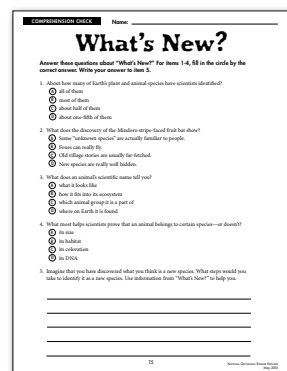 COMPREHENSION CHECK
Name:
What's New?
Answer these questions about "What's New?" For items 1-4, fill in the circle by the
correct answer. Write your answer to item 5.
1. About how many of Earth's plant and animal species have scientists identified?
A all of them
B most of them
C about half of them
D about one-fifth of them
2. What does the discovery of the Mindoro stripe-faced fruit bat show?
A Some "unknown species" are actually familiar to people.
B Foxes can really fly.
C Old village stories are usually far-fetched.
D New species are really well hidden.
3. What does an animal's scientific name tell you?
A what it looks like
B how it fits into its ecosystem
C which animal group it is a part of
D where on Earth it is found
4. What most helps scientists prove that an animal belongs to certain species—or doesn't?
A its size
B its habitat
C its coloration
D its DNA
5. Imagine that you have discovered what you think is a new species. What steps would you
take to identify it as a new species. Use information from "What's New?" to help you.